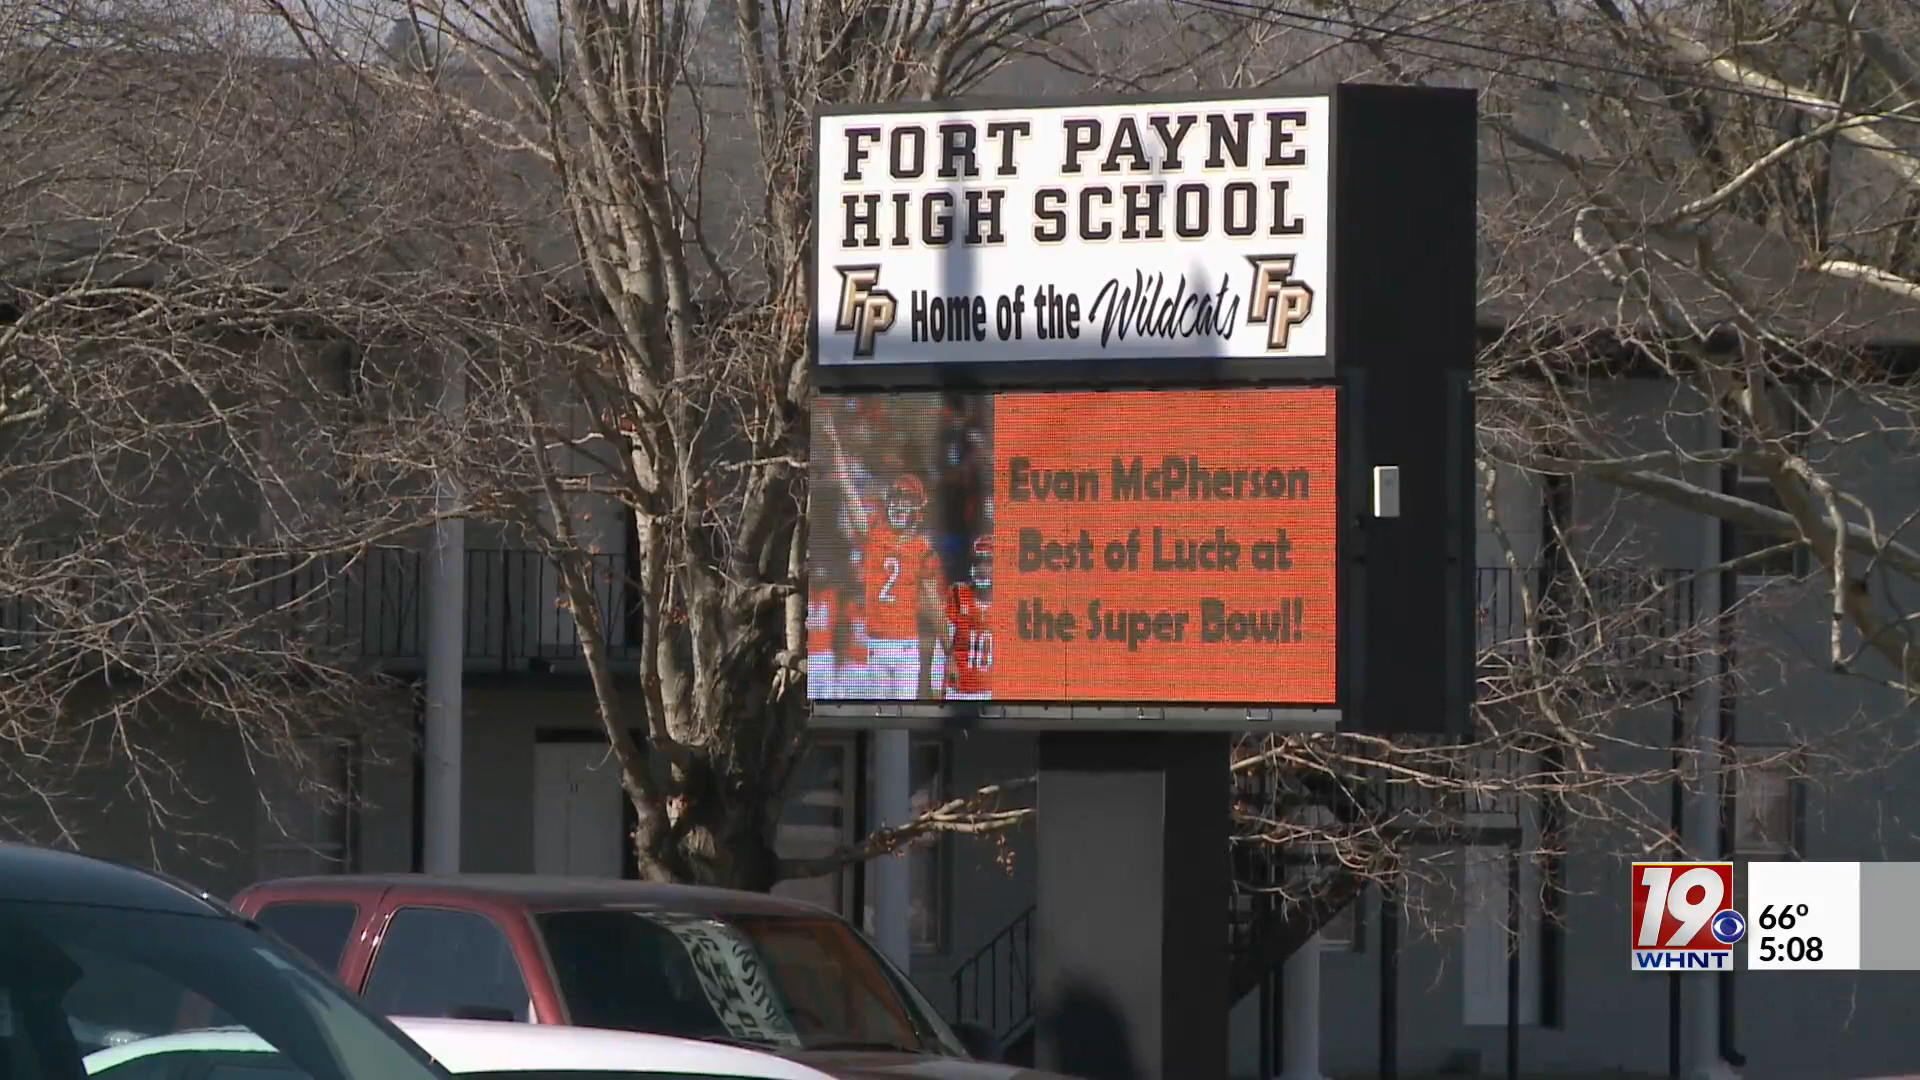 FORT PAYNE
HIGH SCHOOL
FP Home of the Wildcats FP
Evan McPherson
Best of Luck at
the Super Bowl!
2
10
19
WHNT
66°
5:08